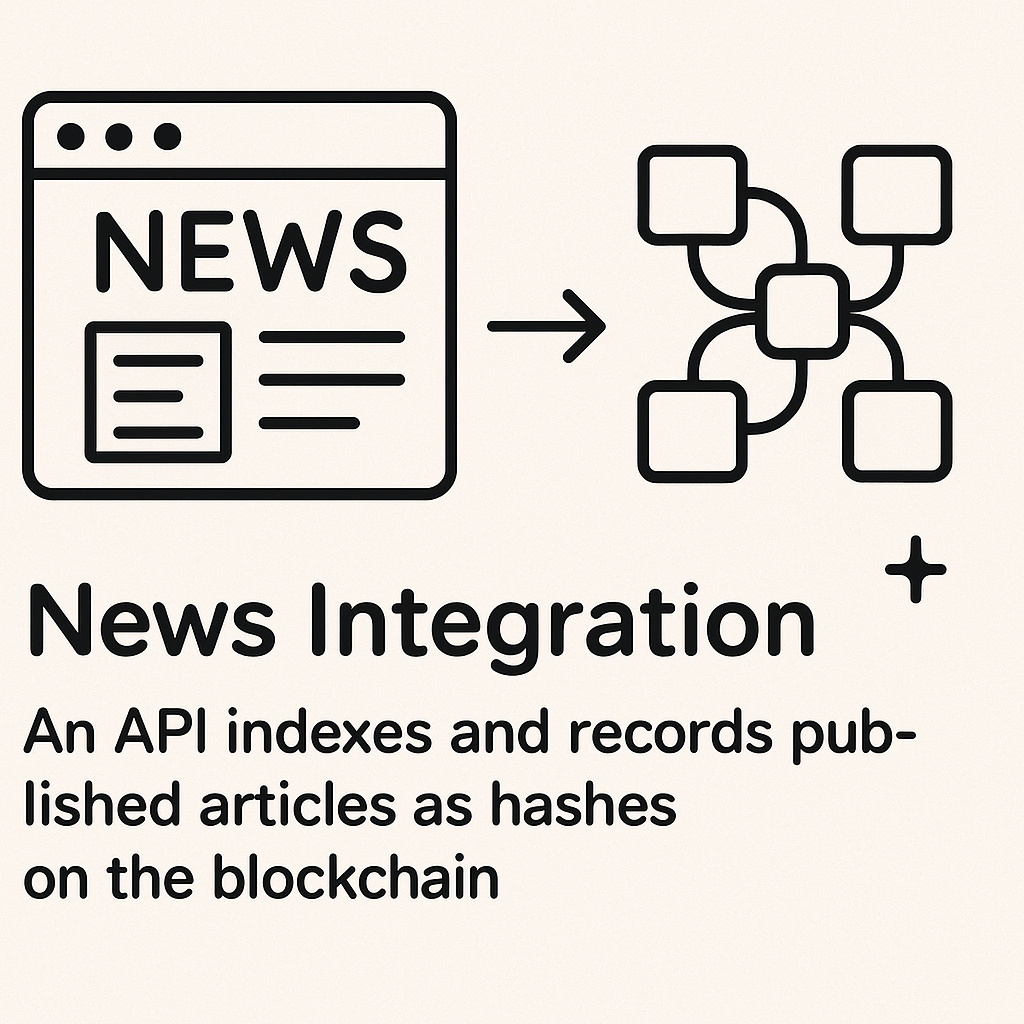 NEWS
News Integration
An API indexes and records pub-
lished articles as hashes
on the blockchain